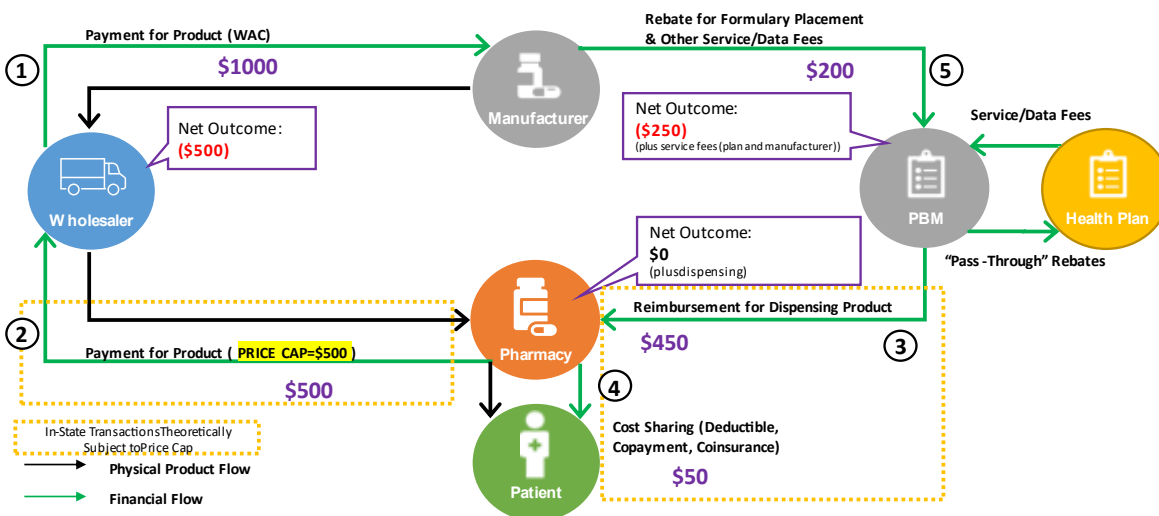 Payment for Product (WAC)
$1000
1
Rebate for Formulary Placement
& Other Service/Data Fees
$200
5
Manufacturer
Net Outcome:
($500)
Net Outcome:
($250)
(plus service fees (plan and manufacturer))
Service/Data Fees
Wholesaler
PBM
Health Plan
"Pass -Through" Rebates
Net Outcome:
$0
(plusdispensing)
2
Payment for Product ( PRICE CAP=$500 )
$500
Pharmacy
Reimbursement for Dispensing Product
$450
3
4
Cost Sharing (Deductible,
Copayment, Coinsurance)
$50
Patient
In-State TransactionsTheoretically
Subject toPrice Cap
Physical Product Flow
Financial Flow